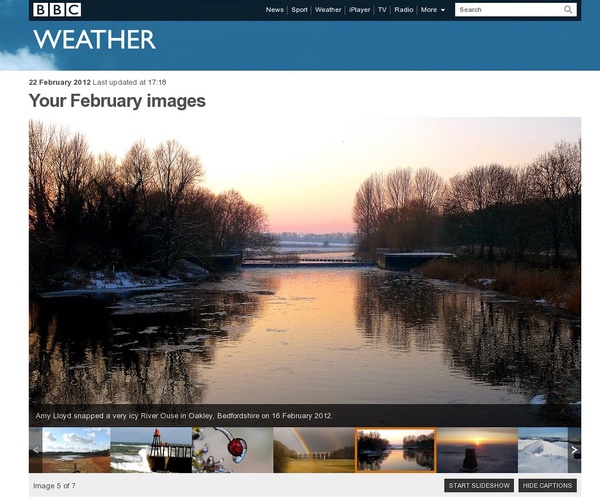 BBC
News Sport Weather iPlayer TV Radio More Search
WEATHER
22 February 2012 Last updated at 17:18
Your February images
Amy Lloyd snapped a very icy River Ouse in Oakley, Bedfordshire on 16 February 2012.
Image 5 of 7 START SLIDESHOW HIDE CAPTIONS